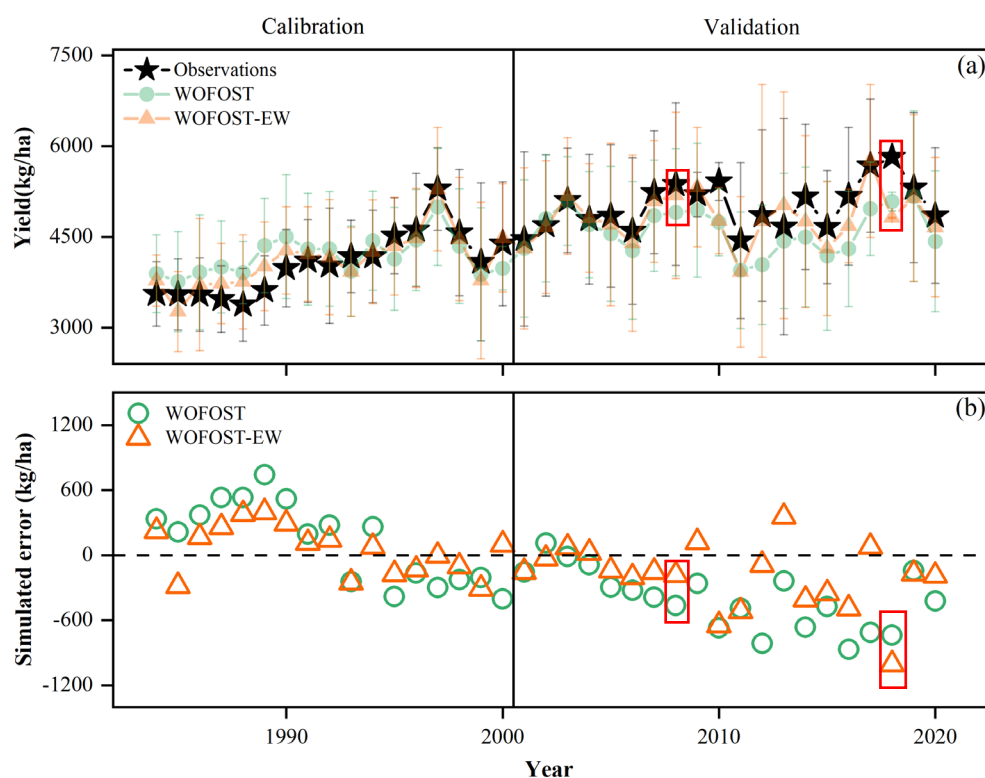 Calibration Validation
7500
6000
4500
3000
Yield(kg/ha)
(a)
Observations
WOFOST
WOFOST-EW
1200
600
0
-600
-1200
Simulated error (kg/ha)
(b)
WOFOST
WOFOST-EW
1990 2000 2010 2020
Year